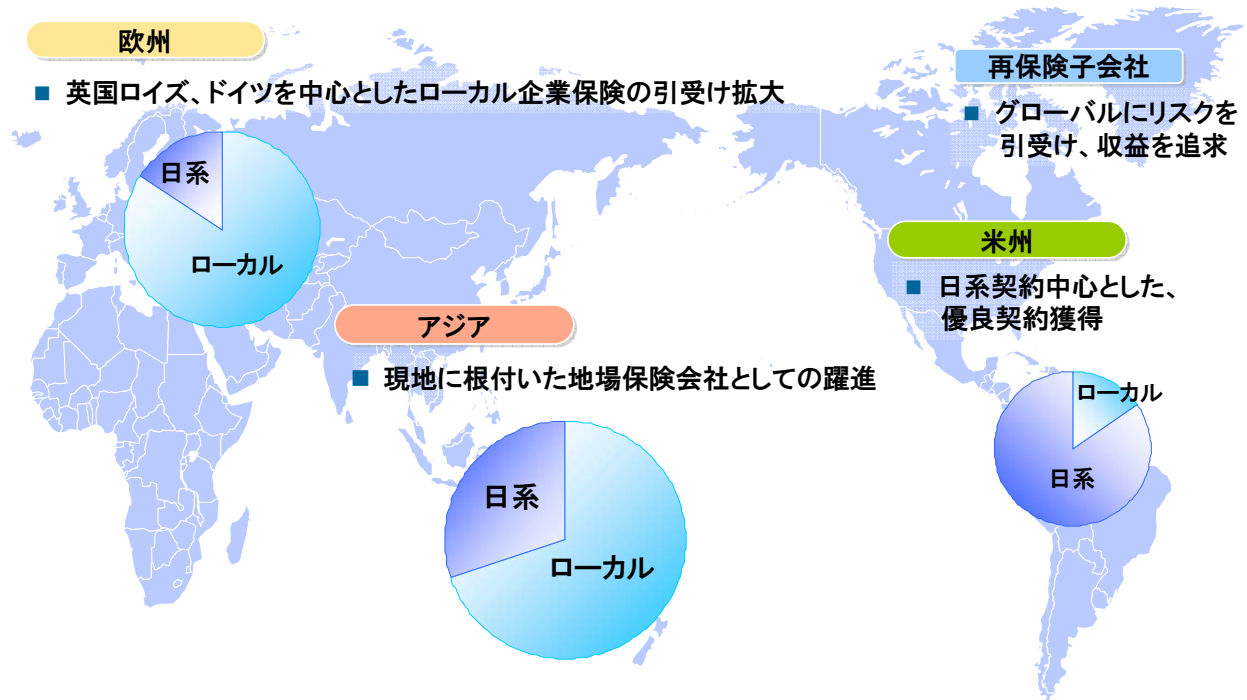 欧州
■ 英国ロイズ、ドイツを中心としたローカル企業保険の引受け拡大
日系
ローカル
再保険子会社
■ グローバルにリスクを
引受け、収益を追求
米州
■ 日系契約中心とした、
優良契約獲得
ローカル
日系
アジア
■ 現地に根付いた地場保険会社としての躍進
日系
ローカル